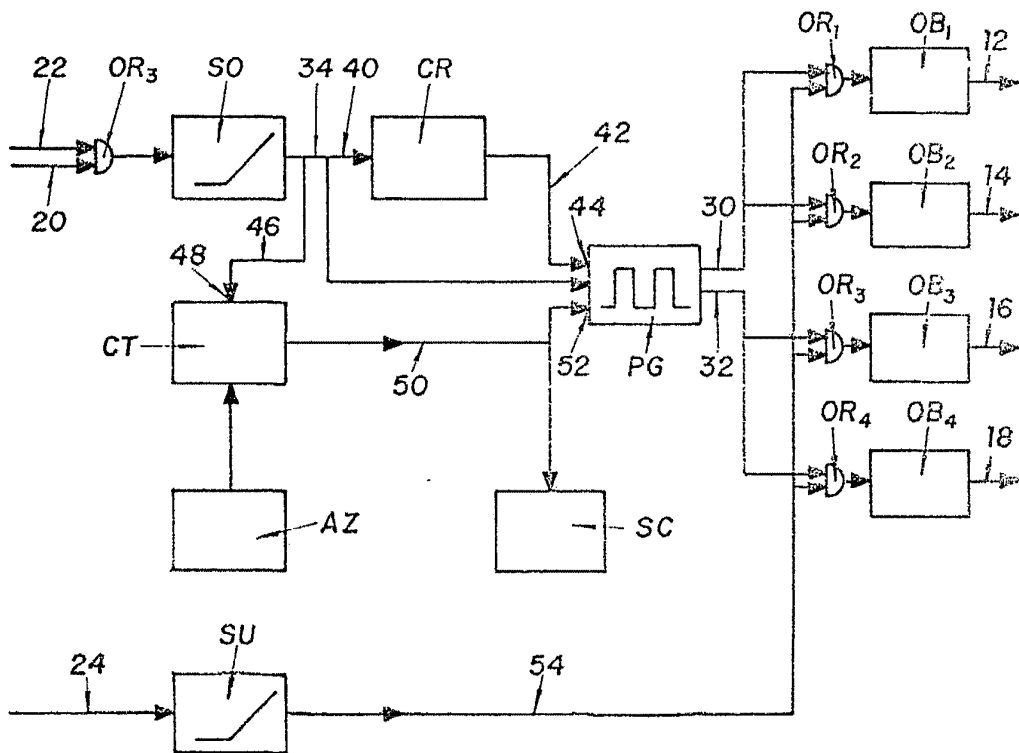 OR1 OB1 12
22 OR3 SO 34 40 CR
42
20
OR2 OB2 14
46 44 30
48
OR3 OB3 16
CT 50 52 PG 32
OR4 OB4 18
AZ SC
SU
24 54